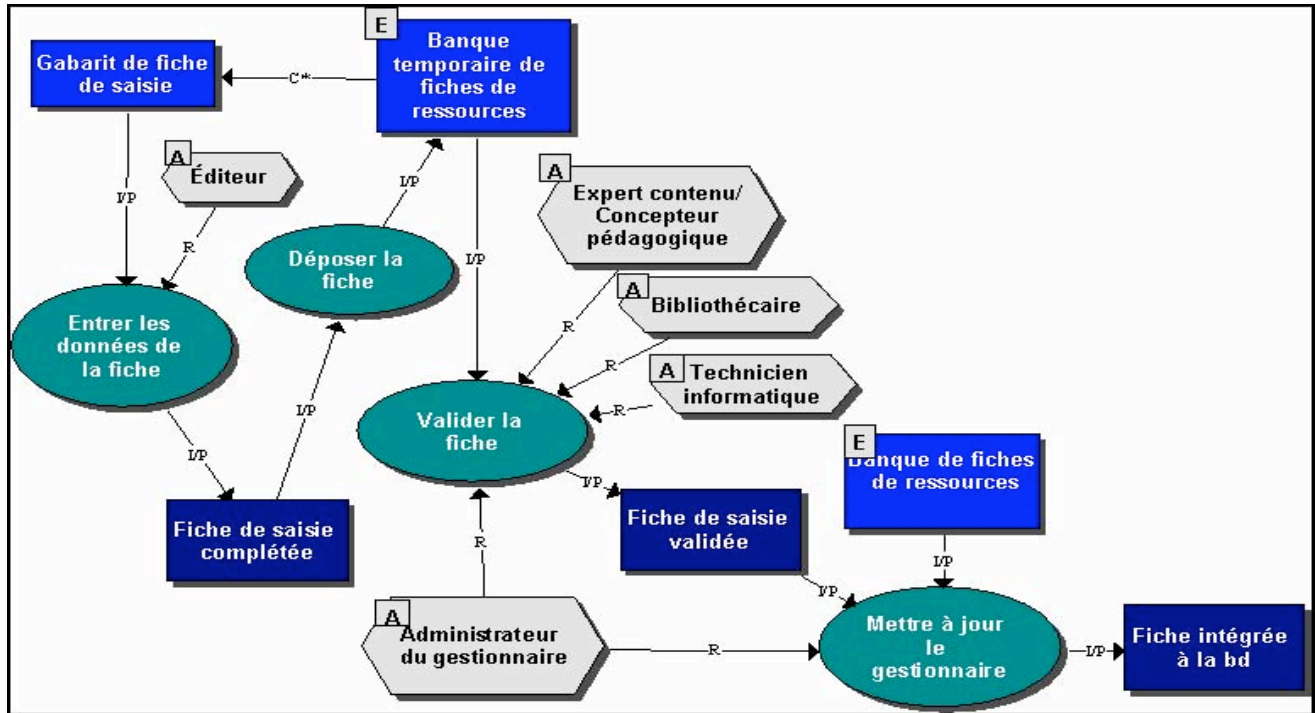 E
Banque
temporaire de
fiches de
ressources
Gabarit de fiche
de saisie
C*
A
Éditeur
I/P
R
I/P
I/P
A
Expert contenu/
Concepteur
pédagogique
Déposer la
fiche
A
Bibliothécaire
Entrer les
données de
la fiche
R
R
A
Technicien
informatique
R
I/P
Valider la
fiche
I/P
E
Banque de fiches
de ressources
I/P
Fiche de saisie
complétée
Fiche de saisie
validée
R
I/P
I/P
A
Administrateur
du gestionnaire
R
Mettre à jour
le
gestionnaire
I/P
Fiche intégrée
à la bd